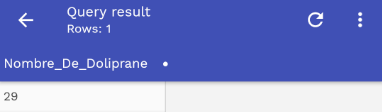 Query result
Rows: 1
Nombre_De_Doliprane
29